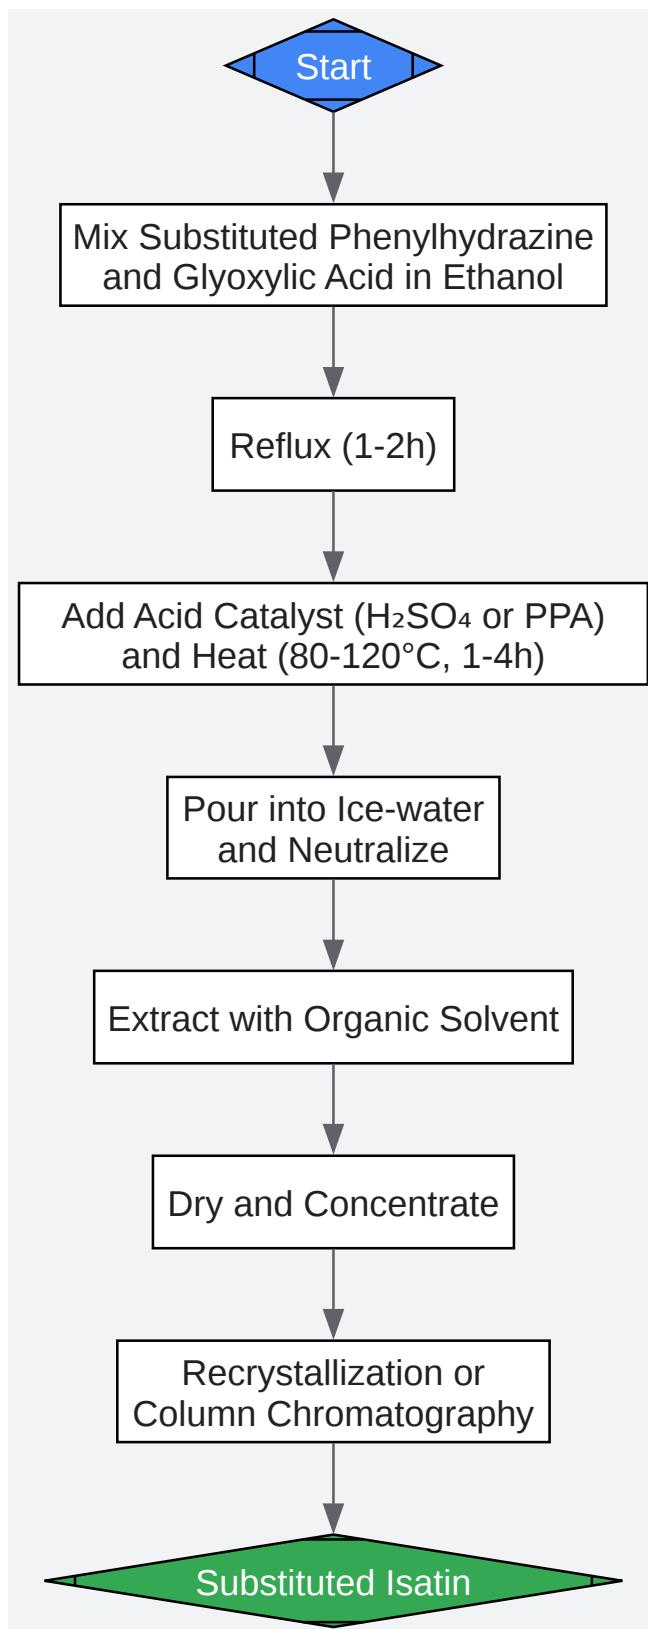 Start
Mix Substituted Phenylhydrazine
and Glyoxylic Acid in Ethanol
Reflux (1-2h)
Add Acid Catalyst (H₂SO₄ or PPA)
and Heat (80-120°C, 1-4h)
Pour into Ice-water
and Neutralize
Extract with Organic Solvent
Dry and Concentrate
Recrystallization or
Column Chromatography
Substituted Isatin